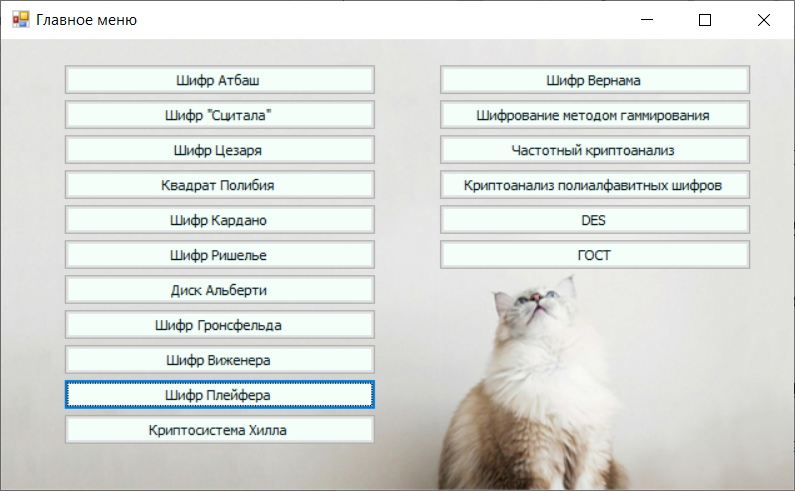 Главное меню
Шифр Атбаш
Шифр "Сцитала"
Шифр Цезаря
Квадрат Полибия
Шифр Кардано
Шифр Ришелье
Диск Альберти
Шифр Гронсфельда
Шифр Виженера
Шифр Плейфера
Криптосистема Хилла
Шифр Вернама
Шифрование методом гаммирования
Частотный криптоанализ
Криптоанализ полиалфавитных шифров
DES
ГОСТ